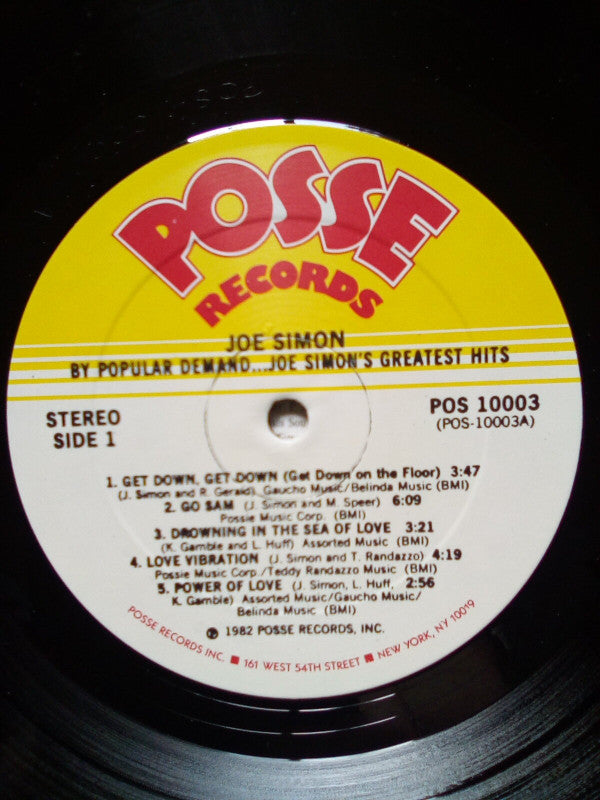 POSSE
RECORDS
JOE SIMON
BY POPULAR DEMAND...JOE SIMON'S GREATEST HITS
STEREO
SIDE 1
POS 10003
(POS-10003A)
1. GET DOWN, GET DOWN (Get Down on the Floor) 3:47
(J. Simon and R. Gerald), Gaucho Music/Belinda Music (BMI)
2. GO SAM (J. Simon and M. Speer) 6:09
Possie Music Corp. (BMI)
3. DROWNING IN THE SEA OF LOVE 3:21
(K. Gamble and L. Huff) Assorted Music (BMI)
4. LOVE VIBRATION (J. Simon and T. Randazzo) 4:19
Possie Music Corp./Teddy Randazzo Music (BMI)
5. POWER OF LOVE (J. Simon, L. Huff, 2:56
K. Gamble) Assorted Music/Gaucho Music/
Belinda Music (BMI)
℗ 1982 POSSE RECORDS, INC.
POSSE RECORDS INC. ■ 161 WEST 54TH STREET ■ NEW YORK, NY 10019